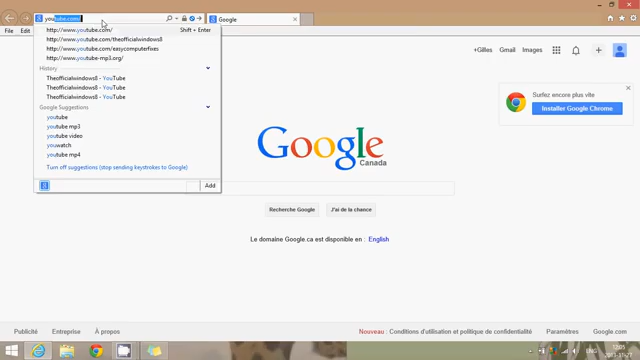 youtube.com/
Google
File
http://www.youtube.com/ Shift + Enter
http://www.youtube.com/theofficialwindows8
http://www.youtube.com/easycomputerfixes
http://www.youtube-mp3.org/
History
Theofficialwindows8 - YouTube
Theofficialwindows8 - YouTube
Theofficialwindows8 - YouTube
Google Suggestions
youtube
youtube mp3
youtube video
youwatch
youtube mp4
Turn off suggestions (stop sending keystrokes to Google)
Add
+Gilles Gmail Images
Surfez encore plus vite
Installer Google Chrome
Google
Canada
Recherche Google J'ai de la chance
Le domaine Google.ca est disponible en : English
Publicité Entreprise À propos
Nouveau : Conditions d'utilisation et politique de confidentialité Paramètres Google.com
ENG
12:05